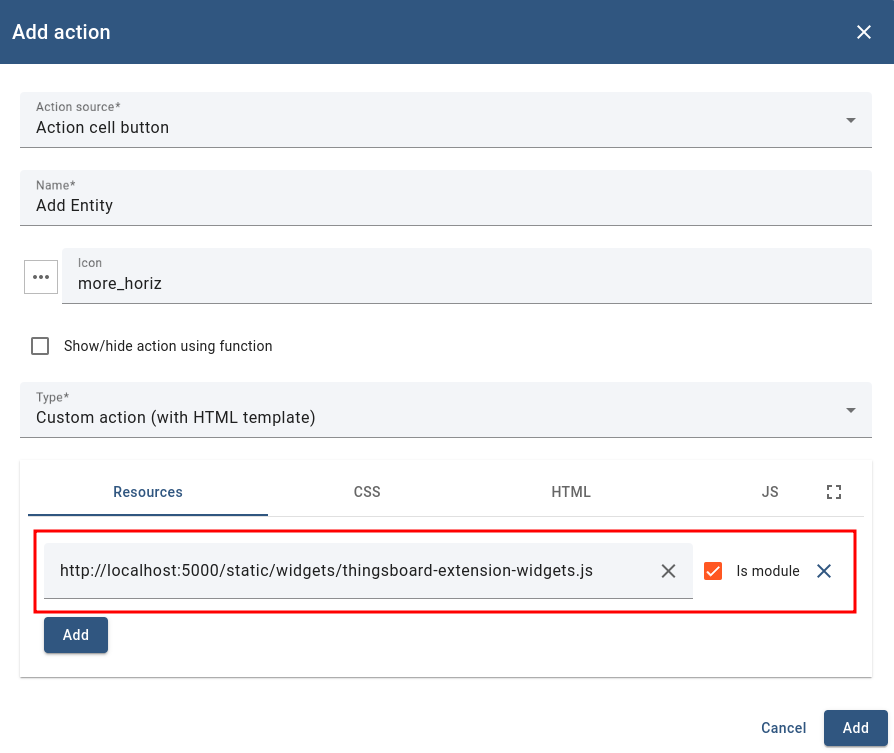 Add action
Action source*
Action cell button
Name*
Add Entity
Icon
more_horiz
Show/hide action using function
Type*
Custom action (with HTML template)
Resources CSS HTML JS
http://localhost:5000/static/widgets/thingsboard-extension-widgets.js Is module
Add
Cancel Add